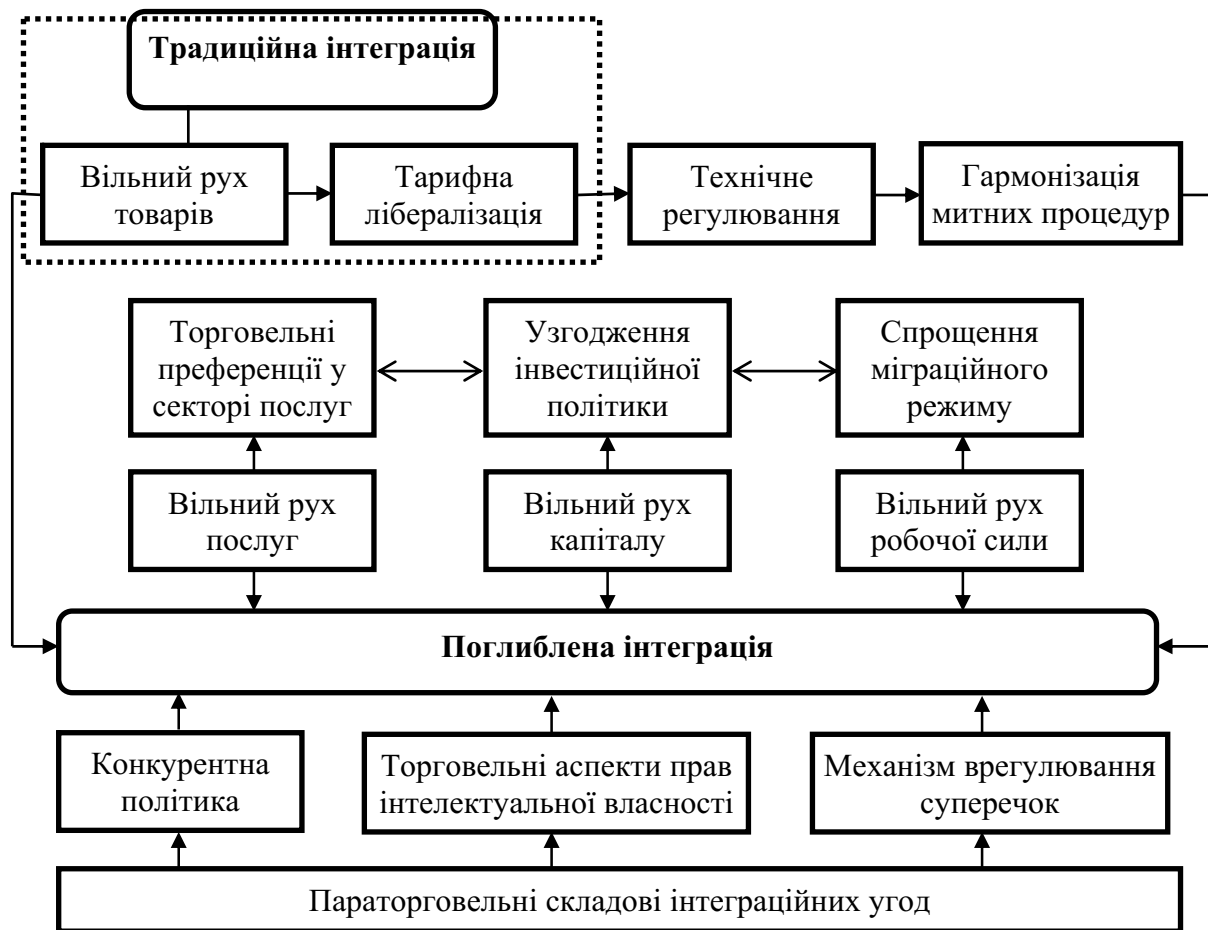 Традиційна інтеграція
Вільний рух
товарів
Тарифна
лібералізація
Технічне
регулювання
Гармонізація
митних процедур
Торговельні
преференції у
секторі послуг
Узгодження
інвестиційної
політики
Спрощення
міграційного
режиму
Вільний рух
послуг
Вільний рух
капіталу
Вільний рух
робочої сили
Поглиблена інтеграція
Конкурентна
політика
Торговельні аспекти прав
інтелектуальної власності
Механізм врегулювання
суперечок
Параторговельні складові інтеграційних угод